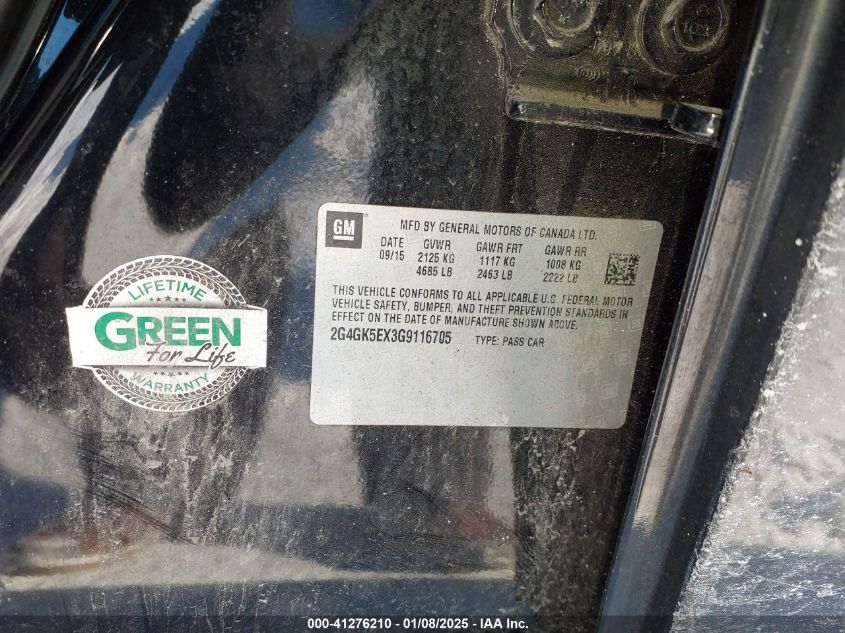 GM
MFD BY GENERAL MOTORS OF CANADA LTD.
DATE GVWR GAWR FRT GAWR RR
09/15 2125 KG 1117 KG 1008 KG
4685 LB 2463 LB 2222 LB
THIS VEHICLE CONFORMS TO ALL APPLICABLE U.S. FEDERAL MOTOR
VEHICLE SAFETY, BUMPER, AND THEFT PREVENTION STANDARDS IN
EFFECT ON THE DATE OF MANUFACTURE SHOWN ABOVE.
2G4GK5EX3G9116705 TYPE: PASS CAR
LIFETIME
GREEN
For Life
WARRANTY
000-41276210 - 01/08/2025 - IAA Inc.